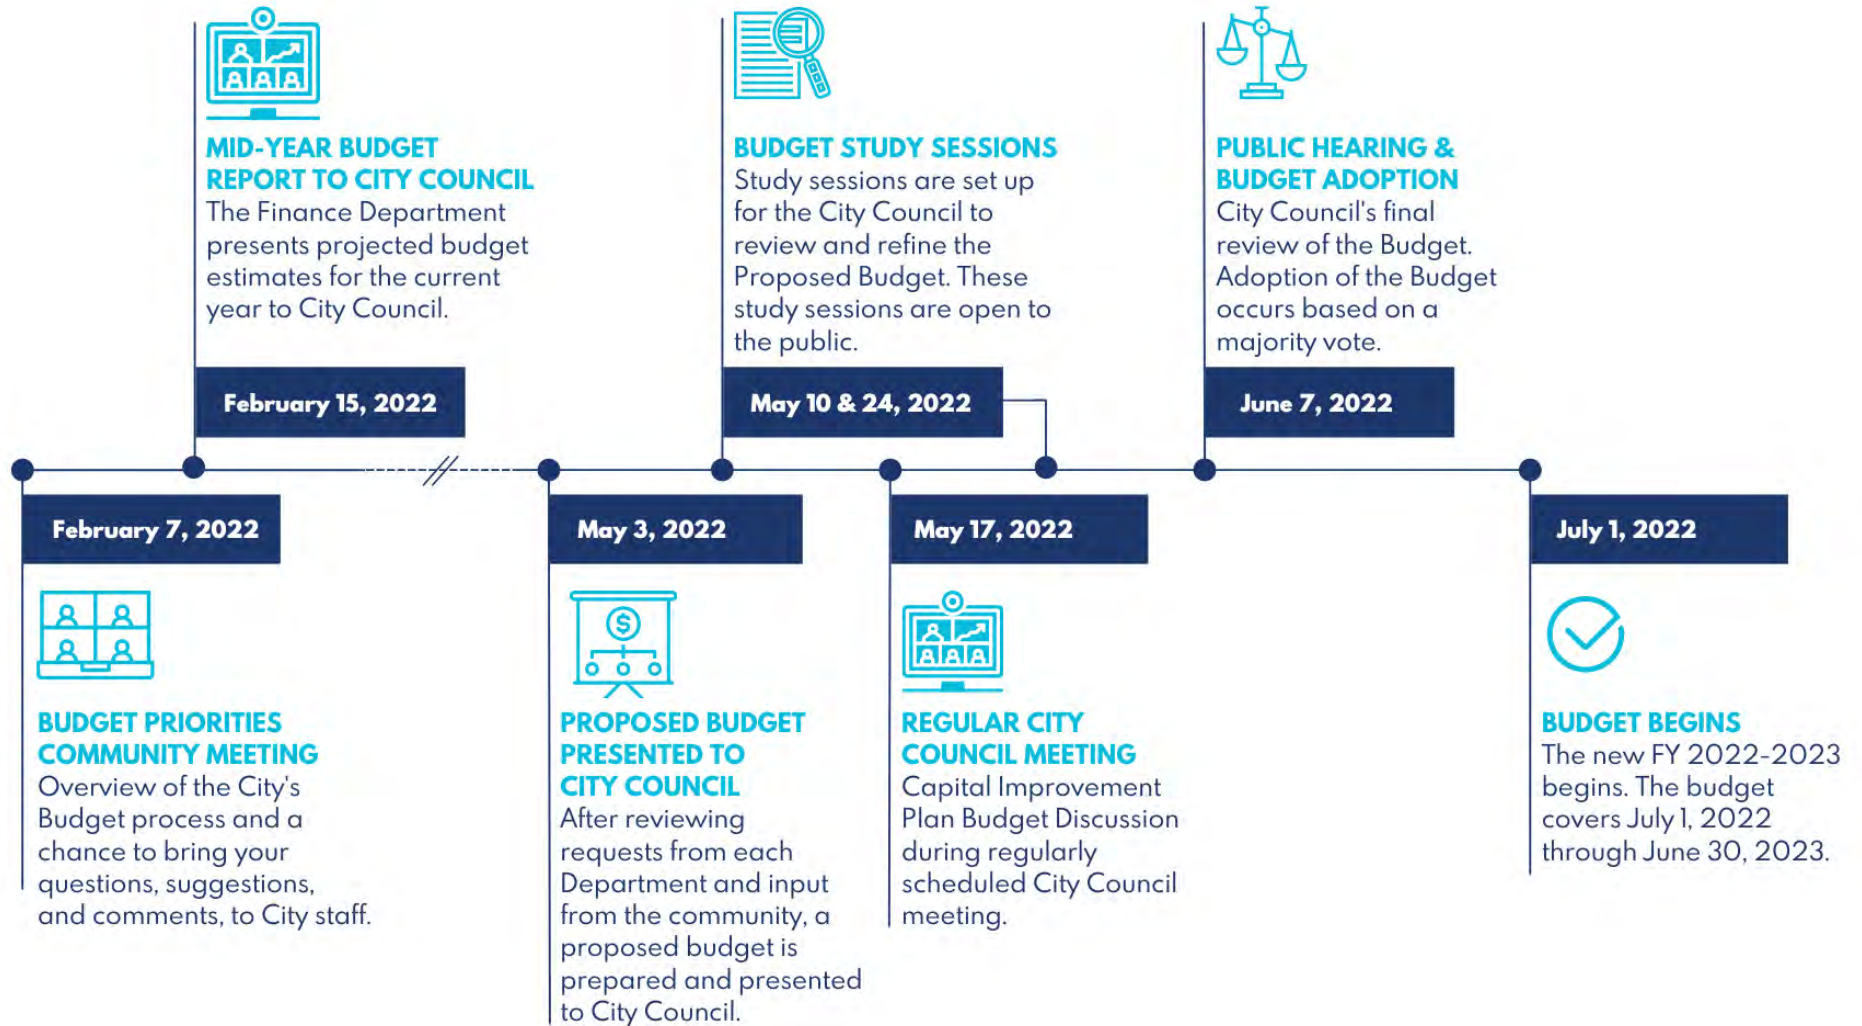 MID-YEAR BUDGET
REPORT TO CITY COUNCIL
The Finance Department
presents projected budget
estimates for the current
year to City Council.
February 15, 2022
BUDGET STUDY SESSIONS
Study sessions are set up
for the City Council to
review and refine the
Proposed Budget. These
study sessions are open to
the public.
May 10 & 24, 2022
PUBLIC HEARING &
BUDGET ADOPTION
City Council's final
review of the Budget.
Adoption of the Budget
occurs based on a
majority vote.
June 7, 2022
February 7, 2022
BUDGET PRIORITIES
COMMUNITY MEETING
Overview of the City's
Budget process and a
chance to bring your
questions, suggestions,
and comments, to City staff.
May 3, 2022
$
PROPOSED BUDGET
PRESENTED TO
CITY COUNCIL
After reviewing
requests from each
Department and input
from the community, a
proposed budget is
prepared and presented
to City Council.
May 17, 2022
REGULAR CITY
COUNCIL MEETING
Capital Improvement
Plan Budget Discussion
during regularly
scheduled City Council
meeting.
July 1, 2022
BUDGET BEGINS
The new FY 2022-2023
begins. The budget
covers July 1, 2022
through June 30, 2023.